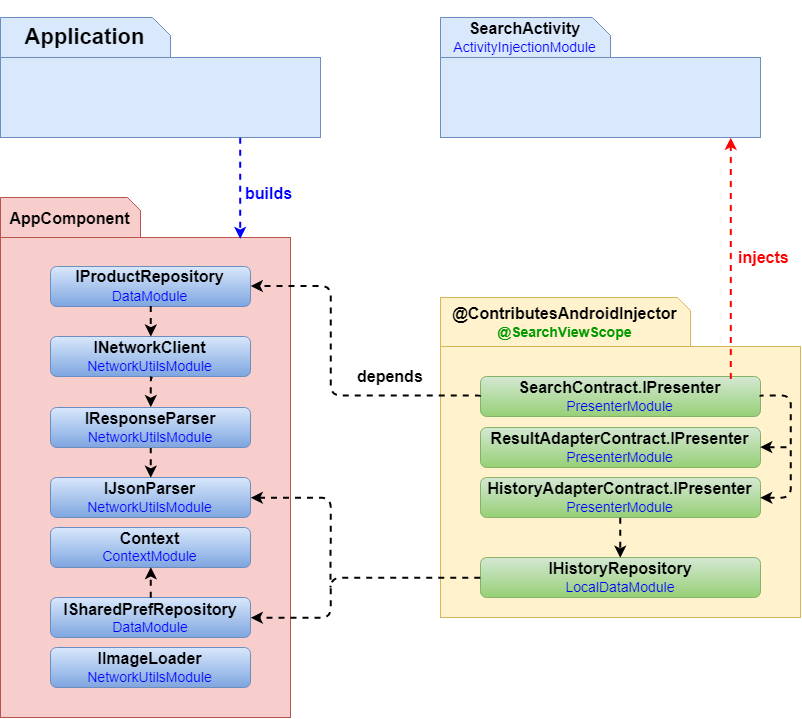 Application
SearchActivity
ActivityInjectionModule
builds
injects
AppComponent
IProductRepository
DataModule
INetworkClient
NetworkUtilsModule
IResponseParser
NetworkUtilsModule
IJsonParser
NetworkUtilsModule
Context
ContextModule
ISharedPrefRepository
DataModule
IImageLoader
NetworkUtilsModule
depends
@ContributesAndroidInjector
@SearchViewScope
SearchContract.IPresenter
PresenterModule
ResultAdapterContract.IPresenter
PresenterModule
HistoryAdapterContract.IPresenter
PresenterModule
IHistoryRepository
LocalDataModule